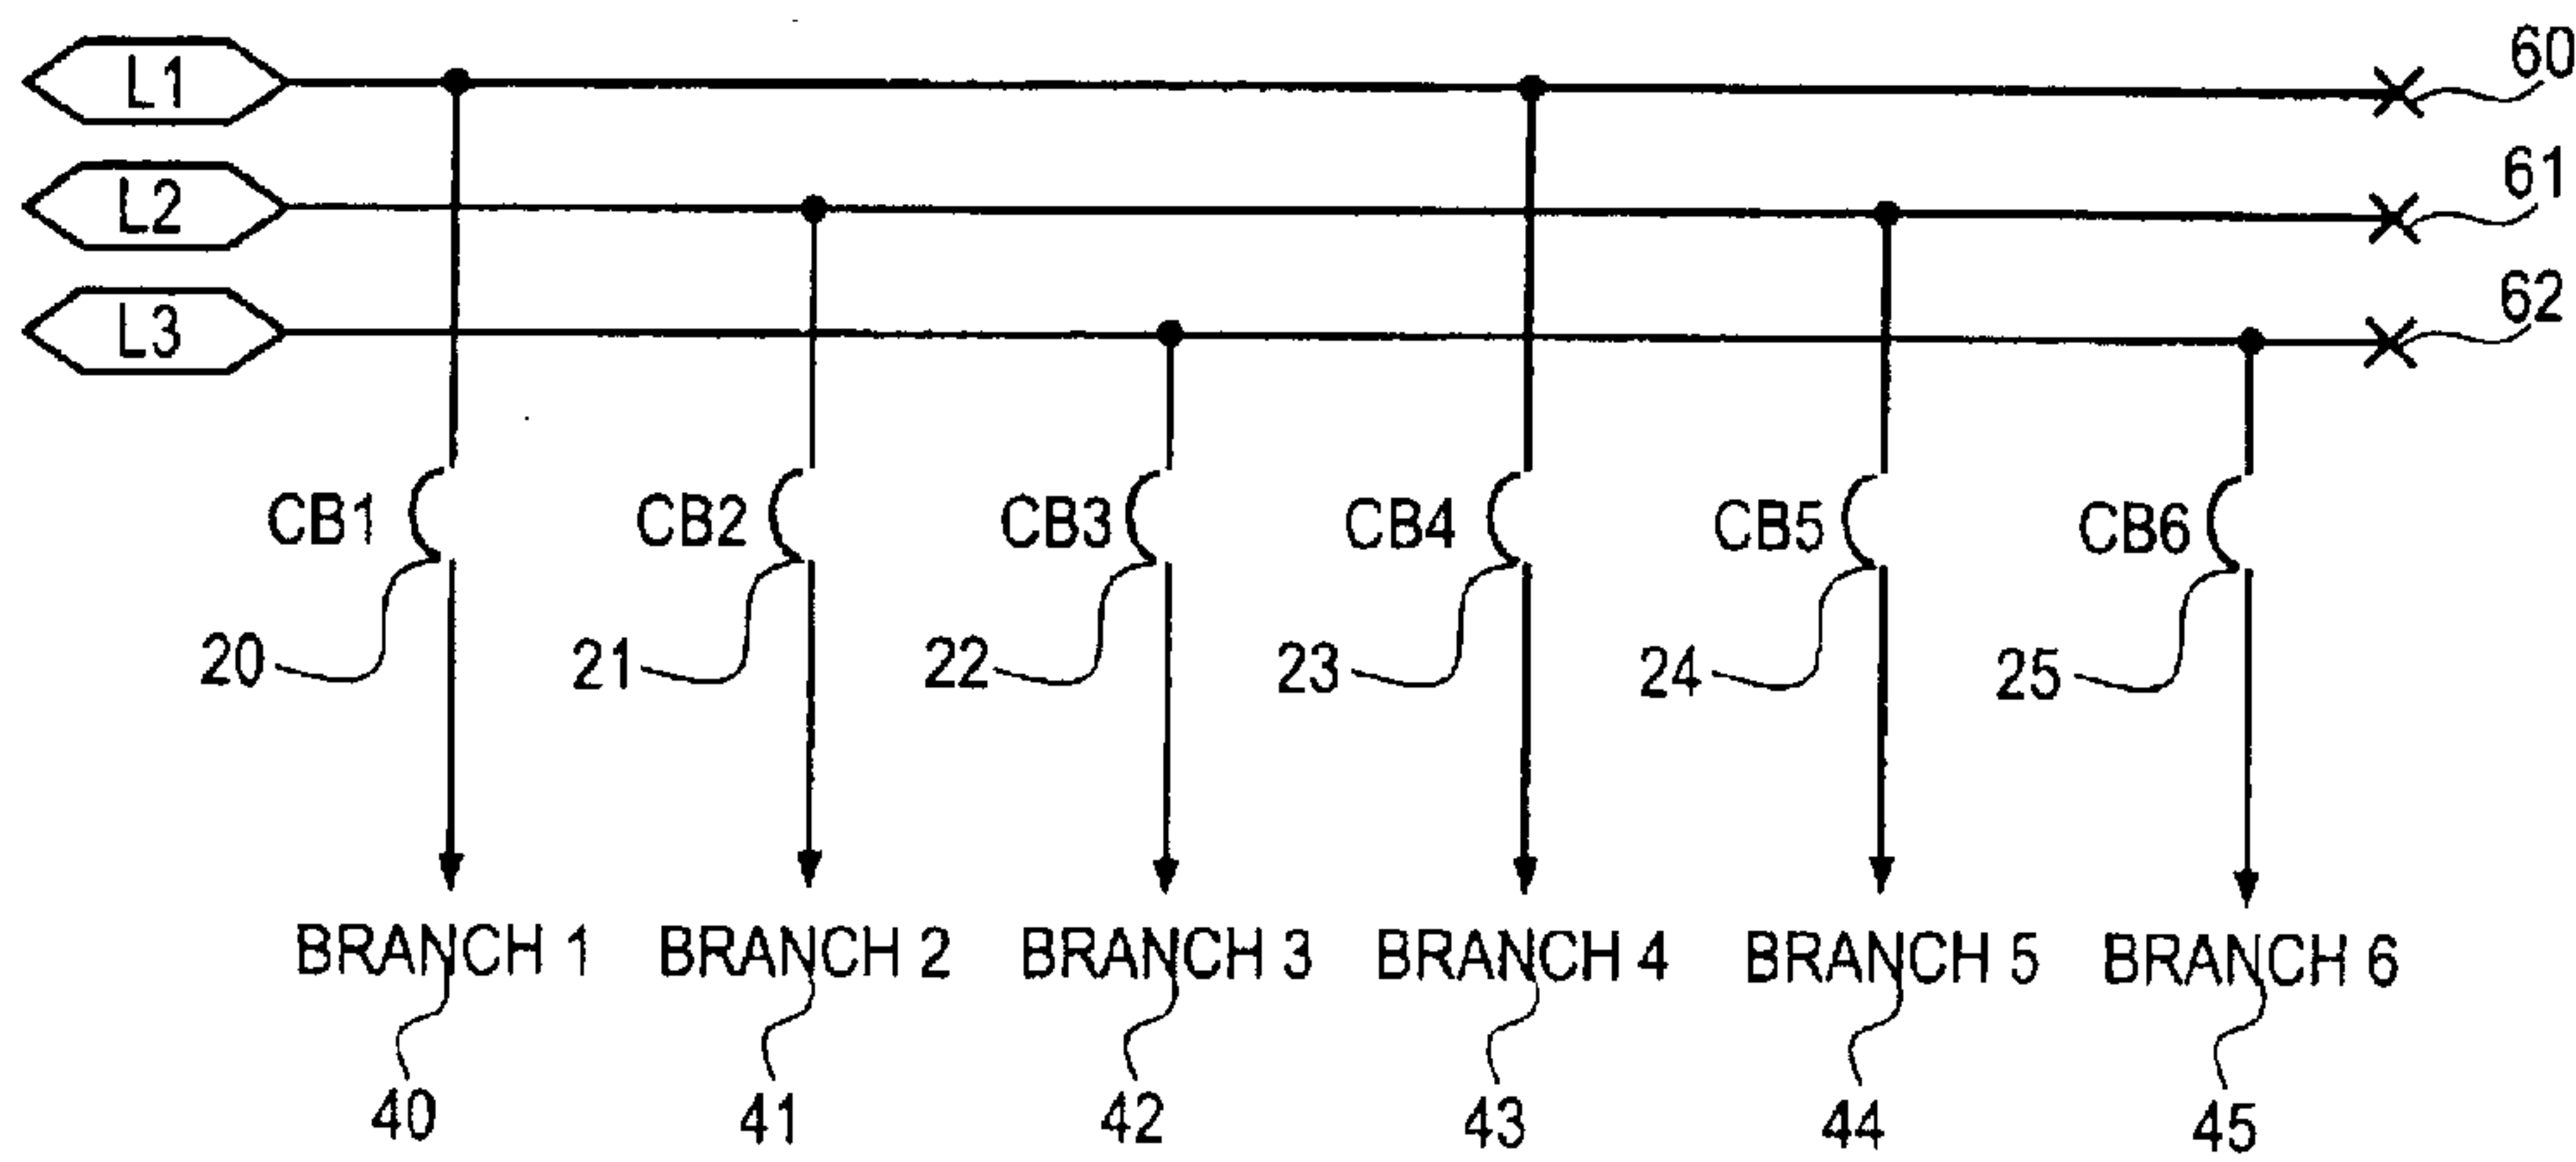 L1
60
L2
61
L3
62
CB1 CB2 CB3 CB4 CB5 CB6
20 21 22 23 24 25
BRANCH 1 BRANCH 2 BRANCH 3 BRANCH 4 BRANCH 5 BRANCH 6
40 41 42 43 44 45